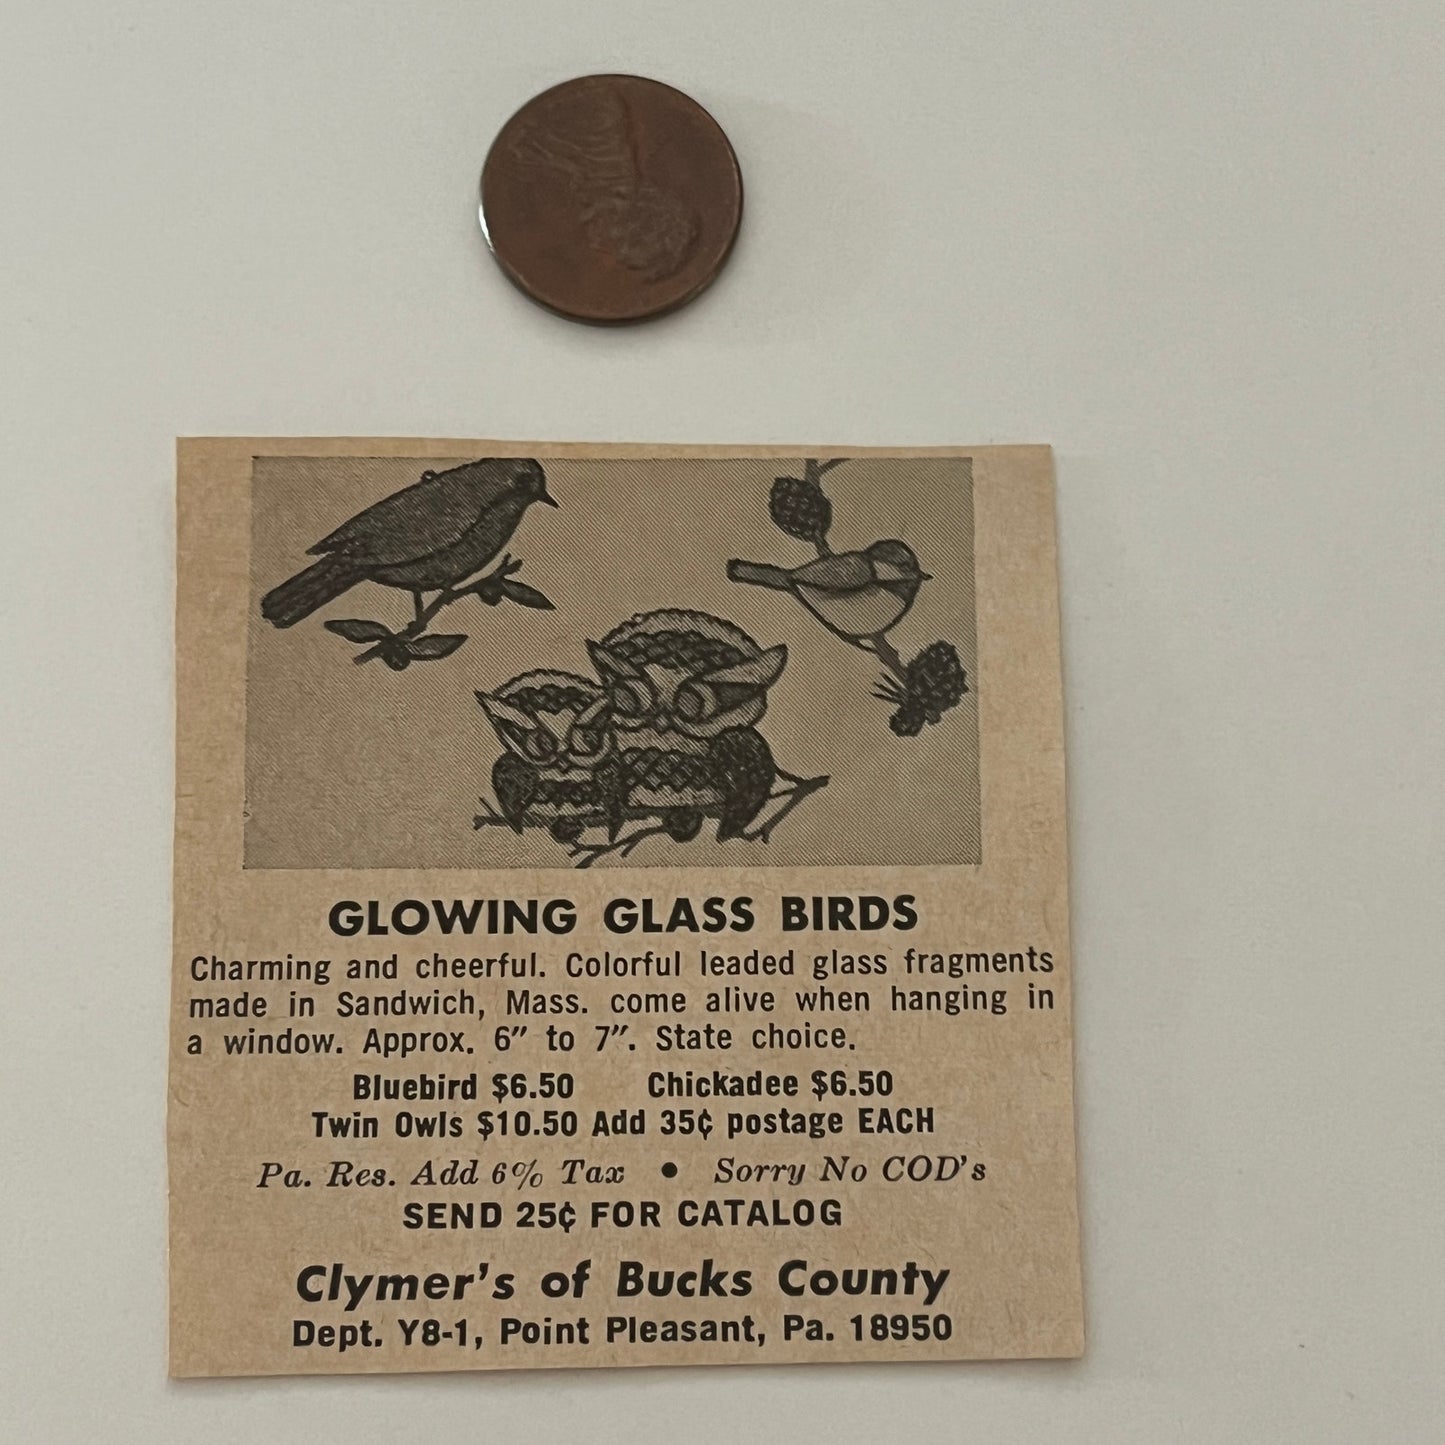 GLOWING GLASS BIRDS
Charming and cheerful. Colorful leaded glass fragments
made in Sandwich, Mass. come alive when hanging in
a window. Approx. 6″ to 7″. State choice.
Bluebird $6.50 Chickadee $6.50
Twin Owls $10.50 Add 35¢ postage EACH
Pa. Res. Add 6% Tax • Sorry No COD's
SEND 25¢ FOR CATALOG
Clymer's of Bucks County
Dept. Y8-1, Point Pleasant, Pa. 18950